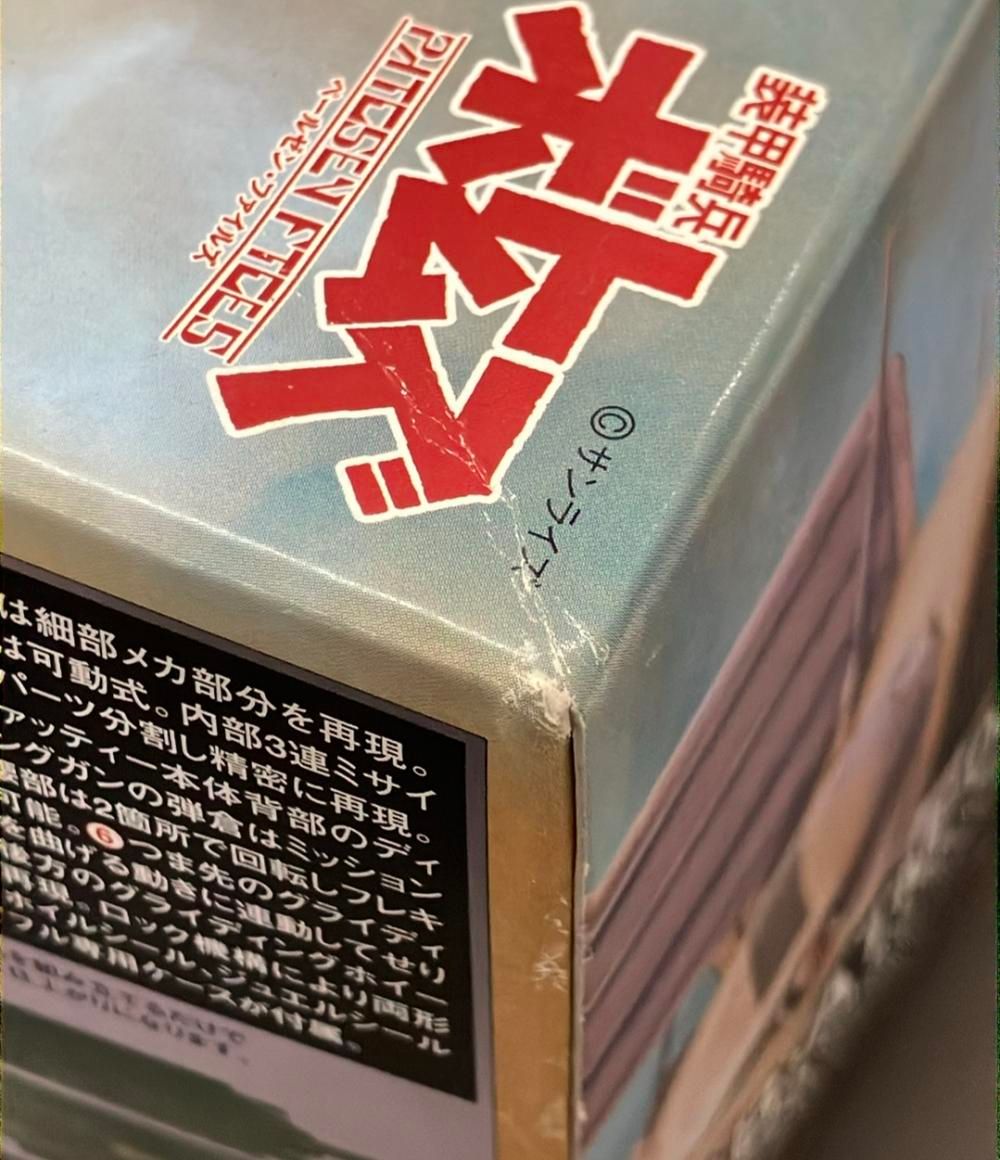 装甲騎兵
ボトムズ
PAILSEN FILES
ペールゼン・ファイルズ
©サンライズ
は細部メカ部分を再現。
は可動式。内部3連ミサイ
パーツ分割し精密に再現。
アッティー本体背部のディ
ングガンの弾倉はミッション
部は2箇所で回転しフレキ
可能。⑥つま先のグライディ
を曲げる動きに連動してせり
後方のグライディングホイー
再現。ロック機構により両形
ホイルシール・ジュエルシール
フル専用ケースが付属。